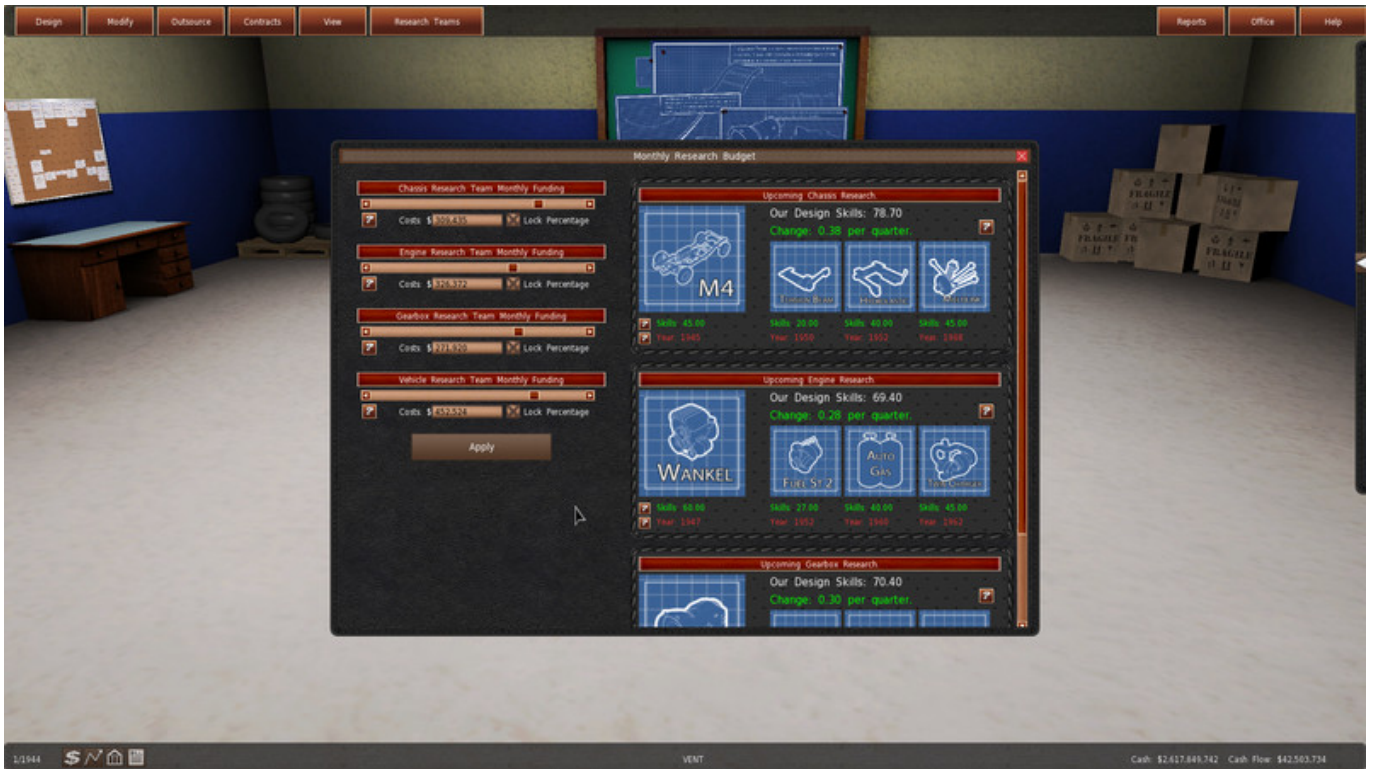 Design Modify Outsource Contracts View Research Teams Reports Office Help
Monthly Research Budget
Chassis Research Team Monthly Funding
? Costs $ 309,435 Lock Percentage
Engine Research Team Monthly Funding
? Costs $ 326,372 Lock Percentage
Gearbox Research Team Monthly Funding
? Costs $ 271,920 Lock Percentage
Vehicle Research Team Monthly Funding
? Costs $ 452,524 Lock Percentage
Apply
Upcoming Chassis Research
Our Design Skills: 78.70
Change: 0.38 per quarter.
?
M4
Torsion Beam
? Skills: 45.00 Skills: 20.00 Skills: 40.00 Skills: 45.00
? Year: 1945 Year: 1950 Year: 1952
Upcoming Engine Research
Our Design Skills: 69.40
Change: 0.28 per quarter.
?
Wankel
Fuel St 2
Auto
Gas
? Skills: 60.00 Skills: 27.00 Skills: 40.00 Skills: 45.00
? Year: 1947 Year: 1952 Year: 1962
Upcoming Gearbox Research
Our Design Skills: 70.40
Change: 0.30 per quarter.
?
FRAGILE
FRAGILE
FRAGILE
FRAGILE
1/1944 VENT Cash: $2,617,849,742 Cash Flow: $42,503,734